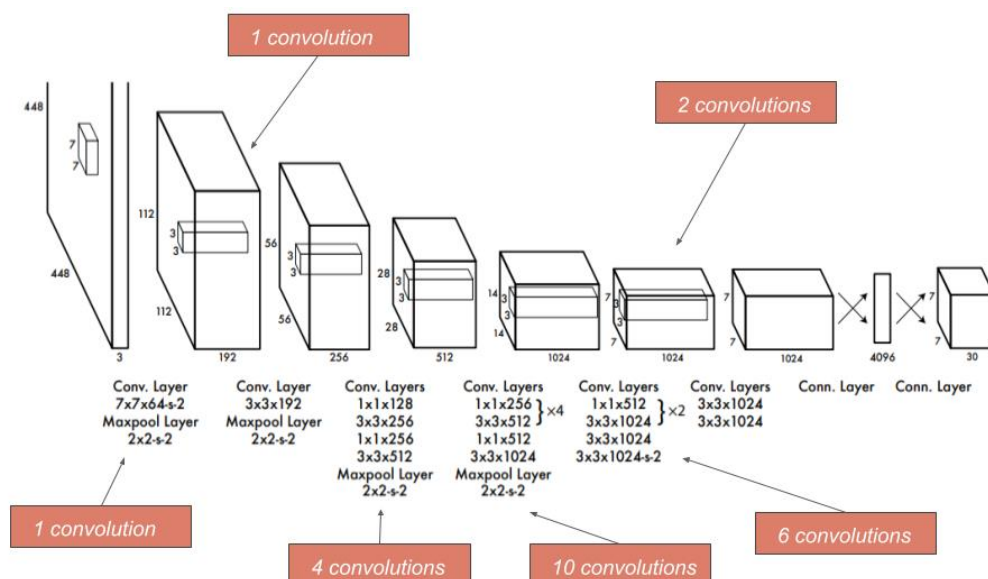 1 convolution
2 convolutions
448
7
7
448
3
112
3
3
112
192
56
3
3
56
256
28
3
3
28
512
14
3
3
14
1024
7
3
3
7
1024
7
7
1024
4096
7
7
30
Conv. Layer
7x7x64-s-2
Maxpool Layer
2x2-s-2
Conv. Layer
3x3x192
Maxpool Layer
2x2-s-2
Conv. Layers
1x1x128
3x3x256
1x1x256
3x3x512
Maxpool Layer
2x2-s-2
Conv. Layers
1x1x256
3x3x512
} ×4
1x1x512
3x3x1024
Maxpool Layer
2x2-s-2
Conv. Layers
1x1x512
3x3x1024
} ×2
3x3x1024
3x3x1024-s-2
Conv. Layers
3x3x1024
3x3x1024
Conn. Layer
Conn. Layer
1 convolution
4 convolutions
10 convolutions
6 convolutions